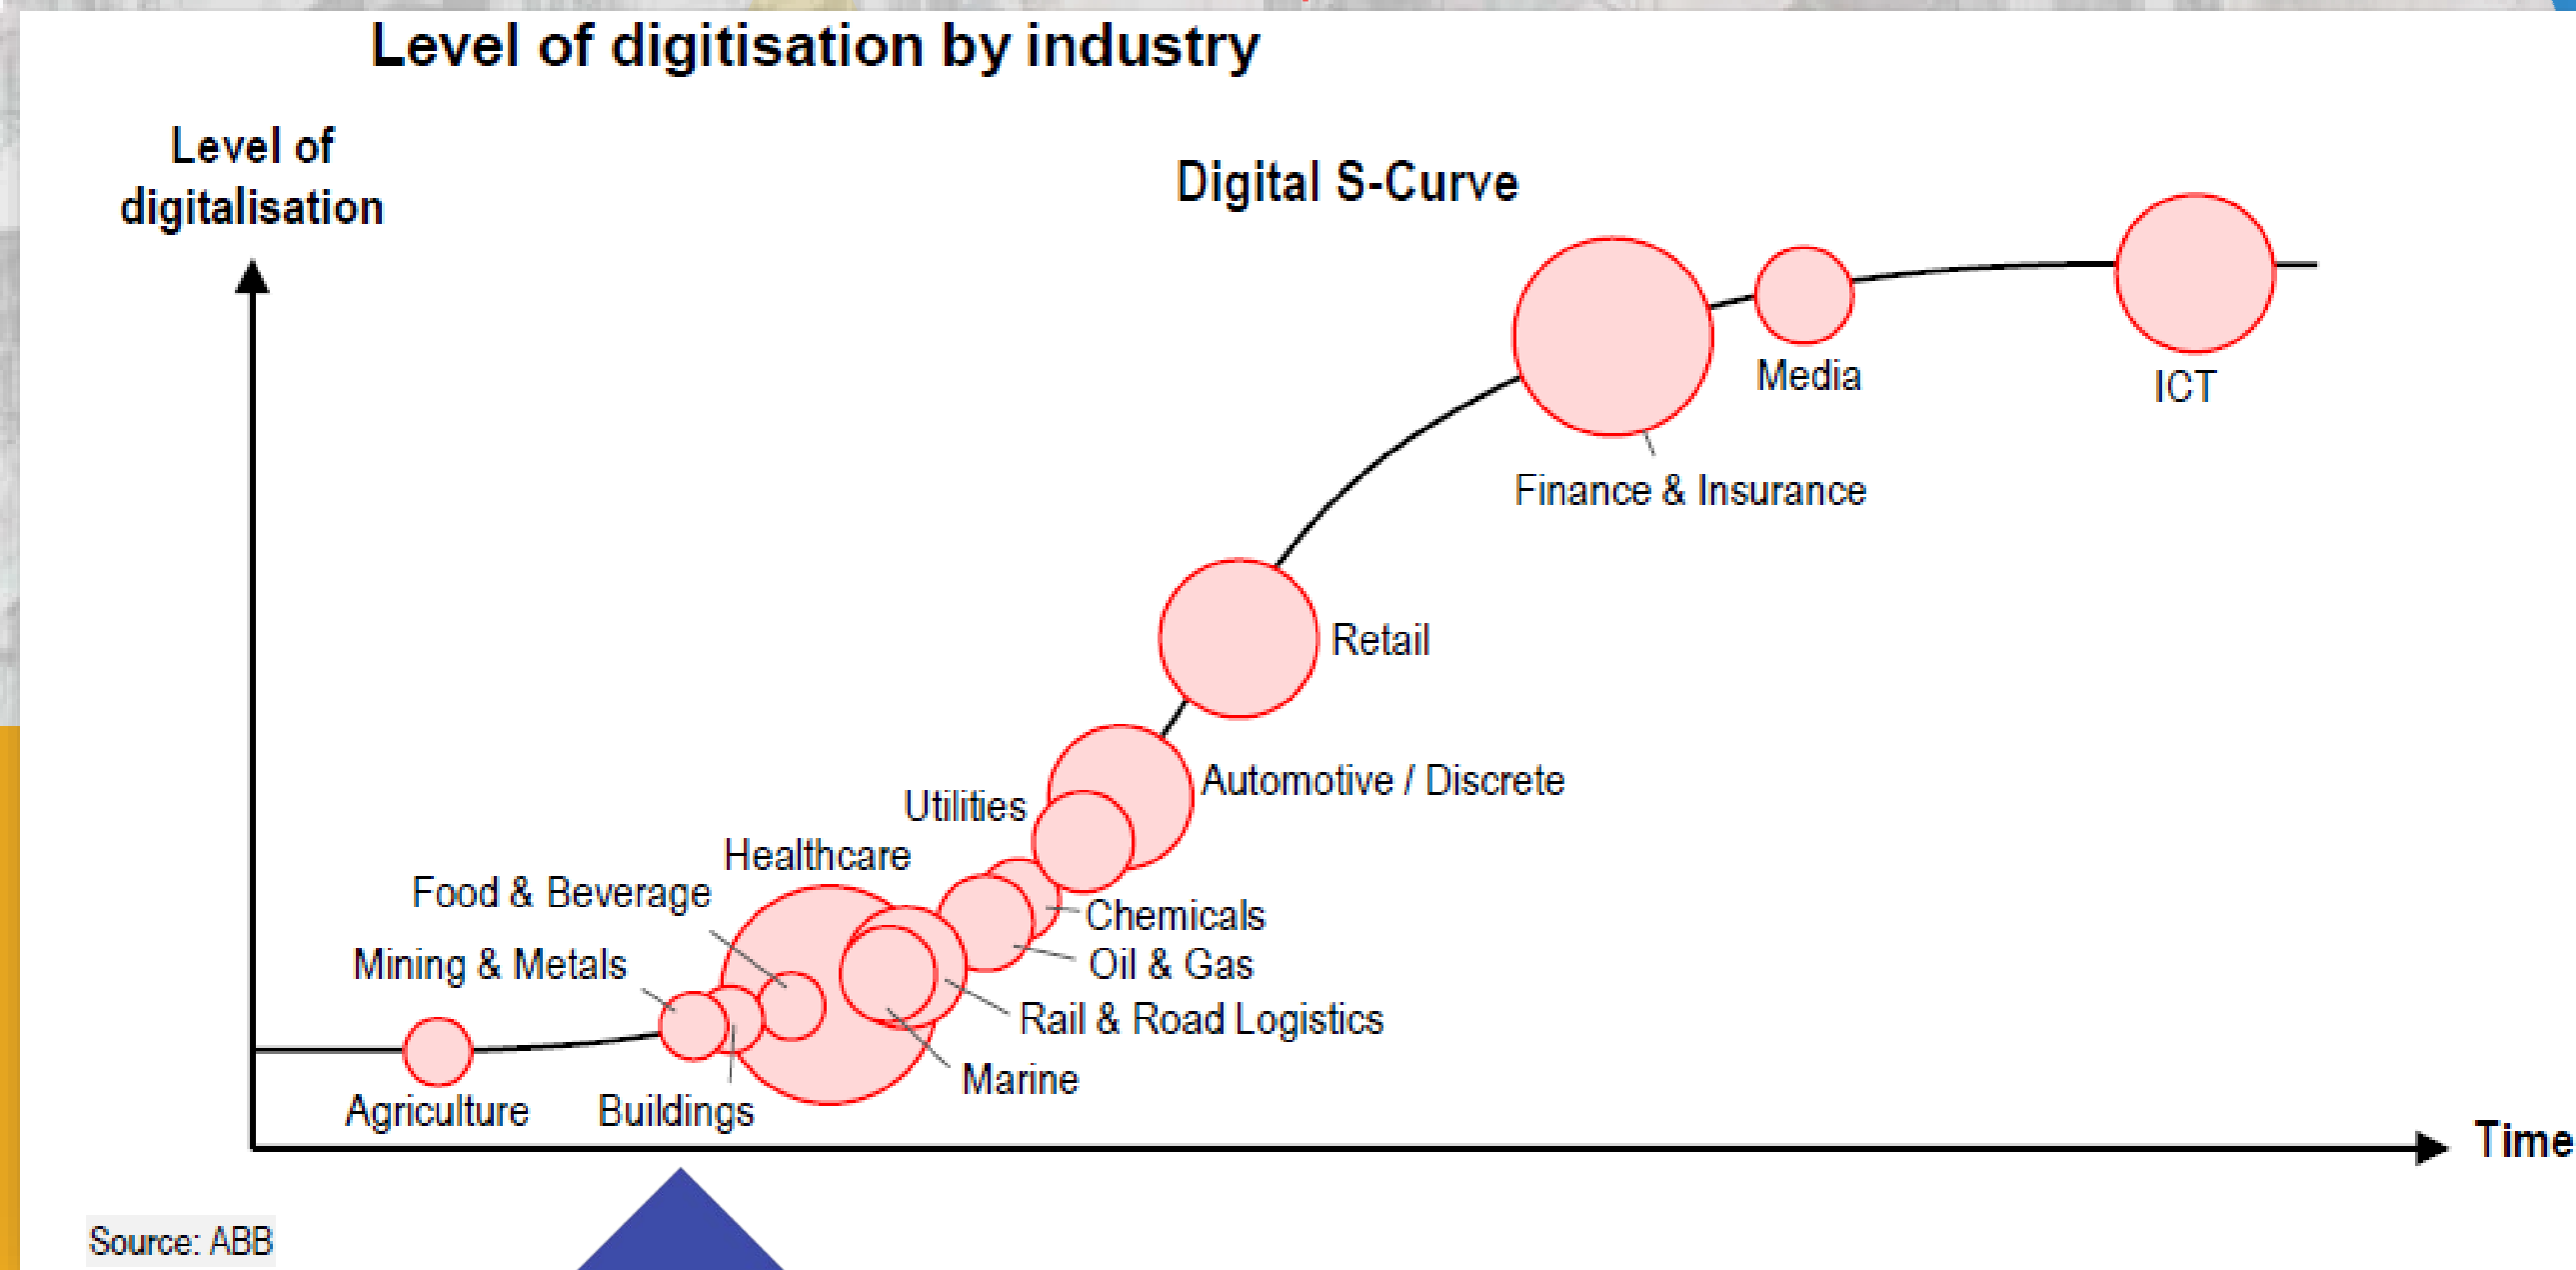 Level of digitisation by industry
Level of
digitalisation
Digital S-Curve
Media
ICT
Finance & Insurance
Retail
Automotive / Discrete
Utilities
Healthcare
Food & Beverage
Chemicals
Mining & Metals
Oil & Gas
Rail & Road Logistics
Marine
Agriculture
Buildings
Time
Source: ABB